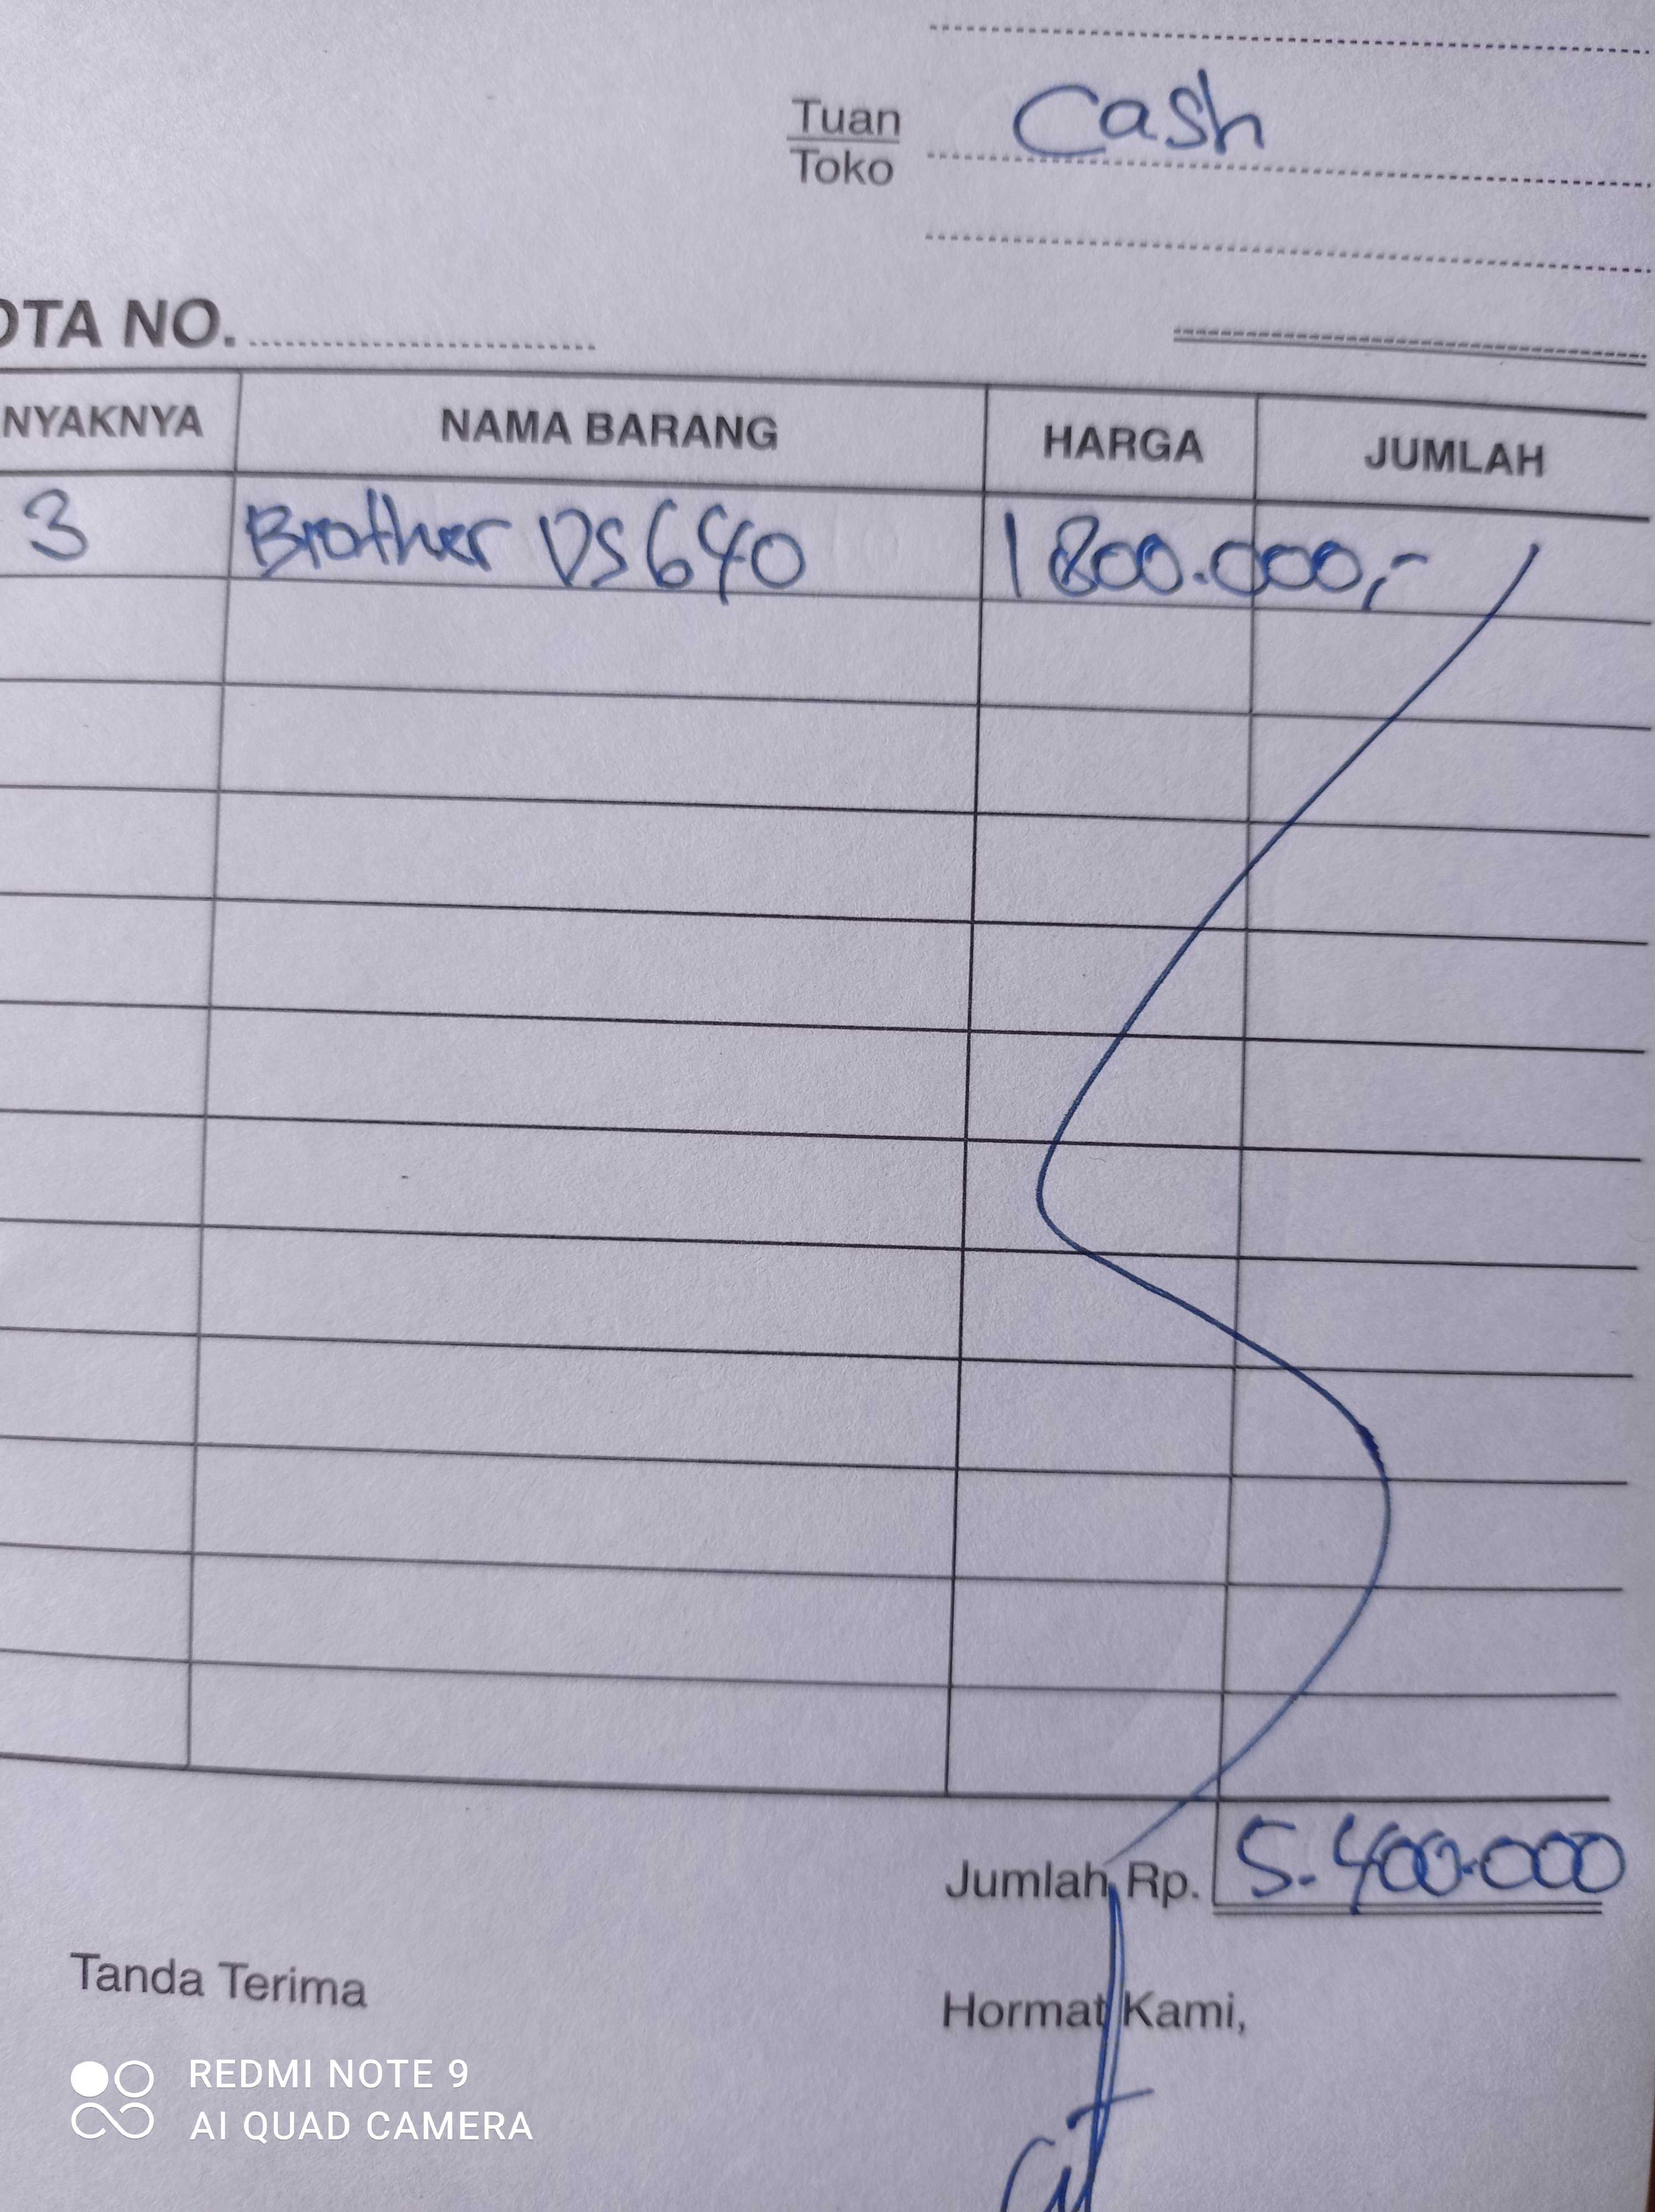 Tuan Cash
Toko
OTA NO.
NYAKNYA NAMA BARANG HARGA JUMLAH
3 Brother DS640 1800.000,-
Jumlah Rp. 5.400.000
Tanda Terima
Hormat Kami,
REDMI NOTE 9
AI QUAD CAMERA